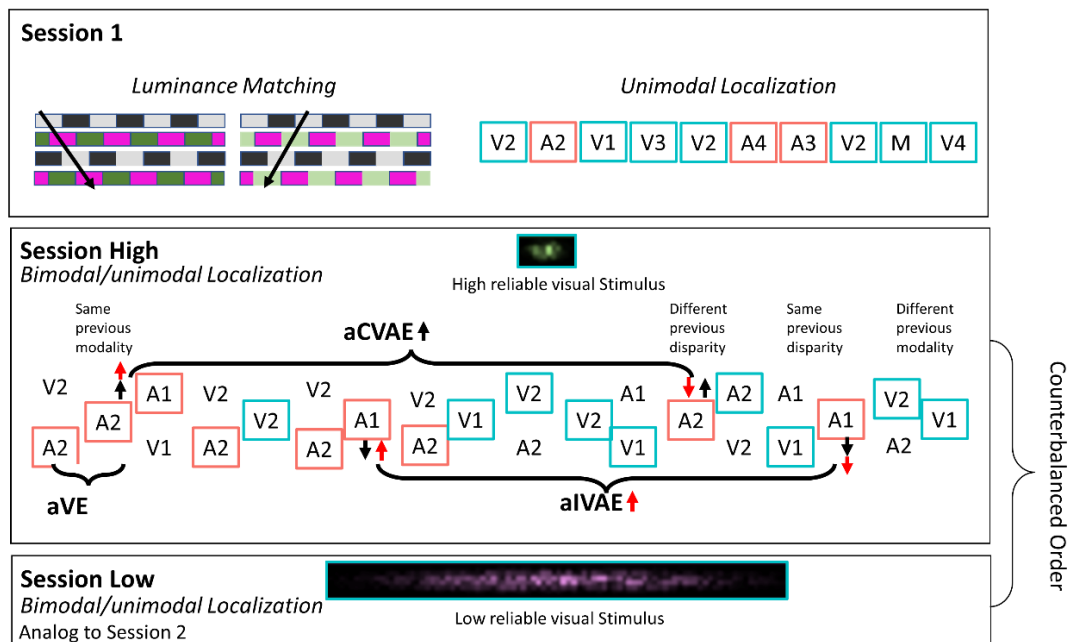 Session 1
Luminance Matching
Unimodal Localization
V2 A2 V1 V3 V2 A4 A3 V2 M V4
Session High
Bimodal/unimodal Localization
High reliable visual Stimulus
Same
previous
modality
aCVAE
Different
previous
disparity
Same
previous
disparity
Different
previous
modality
V2 A1 V2 V2 V2 V2 A1 A2 A1 V2
A2 V2 A1 V1 V2 A2 A1 V1
A2 V1 A2 A2 A2 A2 V1 V2 V1 A2
aVE
aIVAE
Counterbalanced Order
Session Low
Bimodal/unimodal Localization
Analog to Session 2
Low reliable visual Stimulus